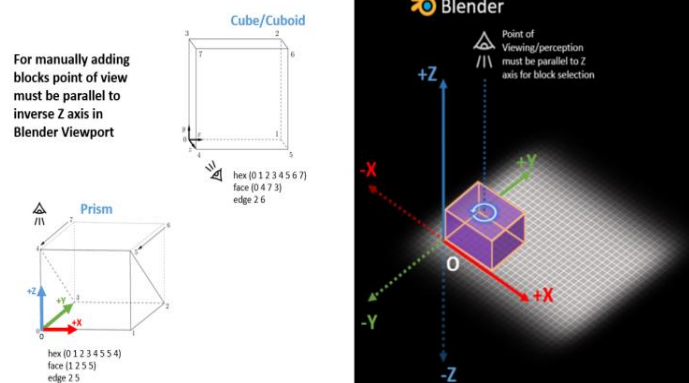 Cube/Cuboid
For manually adding
blocks point of view
must be parallel to
inverse Z axis in
Blender Viewport
3
2
7
6
0
1
4
5
hex (0 1 2 3 4 5 6 7)
face (0 4 7 3)
edge 2 6
Prism
7
6
4
5
+Z
+Y
3
2
+X
0
1
hex (0 1 2 3 4 5 5 4)
face (1 2 5 5)
edge 2 5
Blender
Point of
Viewing/perception
must be parallel to Z
axis for block selection
+Z
-X
+Y
O
+X
-Y
-Z